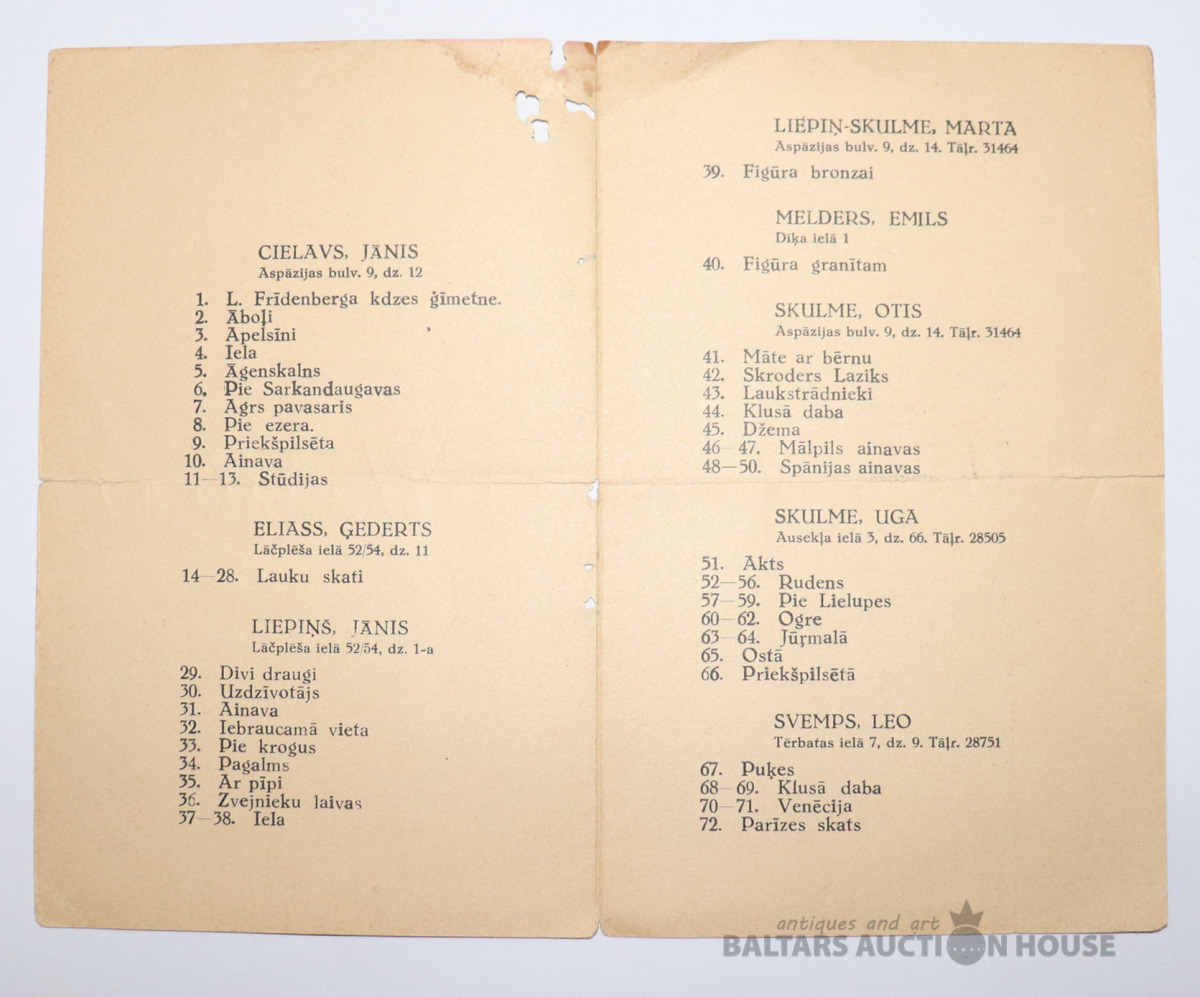 CIELAVS, JĀNIS
Aspāzijas bulv. 9, dz. 12
1. L. Frīdenberga kdzes ģīmetne.
2. Āboļi
3. Apelsīni
4. Iela
5. Āgenskalns
6. Pie Sarkandaugavas
7. Agrs pavasaris
8. Pie ezera.
9. Priekšpilsēta
10. Ainava
11—13. Stūdijas
ELIASS, ĢEDERTS
Lāčplēša ielā 52/54, dz. 11
14—28. Lauku skati
LIEPIŅŠ, JĀNIS
Lāčplēša ielā 52/54, dz. 1-a
29. Divi draugi
30. Uzdzīvotājs
31. Ainava
32. Iebraucamā vieta
33. Pie krogus
34. Pagalms
35. Ar pīpi
36. Zvejnieku laivas
37—38. Iela
LIEPIŅ-SKULME, MARTA
Aspāzijas bulv. 9, dz. 14. Tāļr. 31464
39. Figūra bronzai
MELDERS, EMILS
Dīķa ielā 1
40. Figūra granītam
SKULME, OTIS
Aspāzijas bulv. 9, dz. 14. Tāļr. 31464
41. Māte ar bērnu
42. Skroders Laziks
43. Laukstrādnieki
44. Klusā daba
45. Džema
46—47. Mālpils ainavas
48—50. Spānijas ainavas
SKULME, UGA
Ausekļa ielā 3, dz. 66. Tāļr. 28505
51. Akts
52—56. Rudens
57—59. Pie Lielupes
60—62. Ogre
63—64. Jūŗmalā
65. Ostā
66. Priekšpilsētā
SVEMPS, LEO
Tērbatas ielā 7, dz. 9. Tāļr. 28751
67. Puķes
68—69. Klusā daba
70—71. Venēcija
72. Parīzes skats
antiques and art
BALTARS AUCTION HOUSE